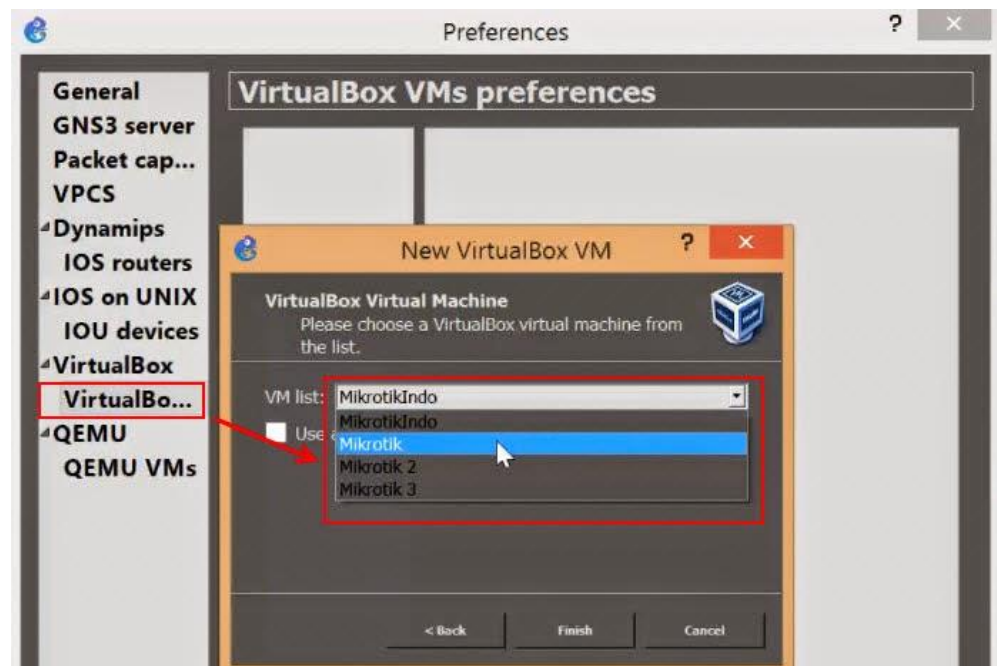 Preferences
?
×
General
GNS3 server
Packet cap...
VPCS
Dynamips
IOS routers
IOS on UNIX
IOU devices
VirtualBox
VirtualBo...
QEMU
QEMU VMs
VirtualBox VMs preferences
New VirtualBox VM
?
×
VirtualBox Virtual Machine
Please choose a VirtualBox virtual machine from
the list.
VM list: MikrotikIndo
MikrotikIndo
Use
Mikrotik
Mikrotik 2
Mikrotik 3
< Back Finish Cancel